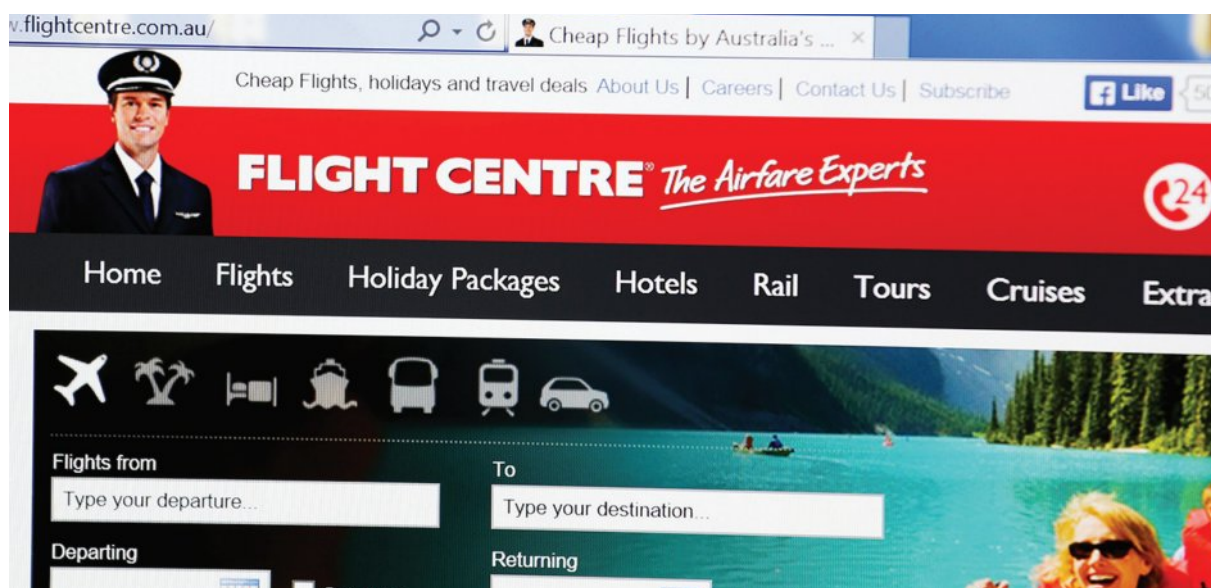 .flightcentre.com.au/
Cheap Flights by Australia's ...
Cheap Flights, holidays and travel deals About Us | Careers | Contact Us | Subscribe
Like
FLIGHT CENTRE® The Airfare Experts
24
Home Flights Holiday Packages Hotels Rail Tours Cruises Extra
Flights from To
Type your departure... Type your destination...
Departing Returning